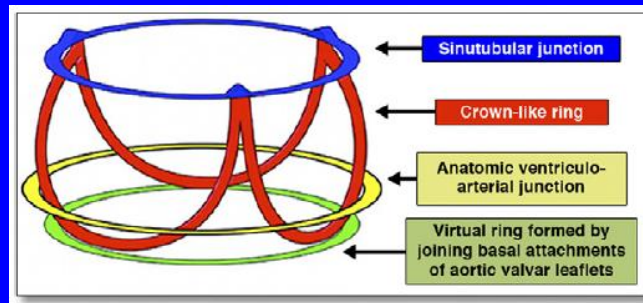 Sinutubular junction
Crown-like ring
Anatomic ventriculo-
arterial junction
Virtual ring formed by
joining basal attachments
of aortic valvar leaflets